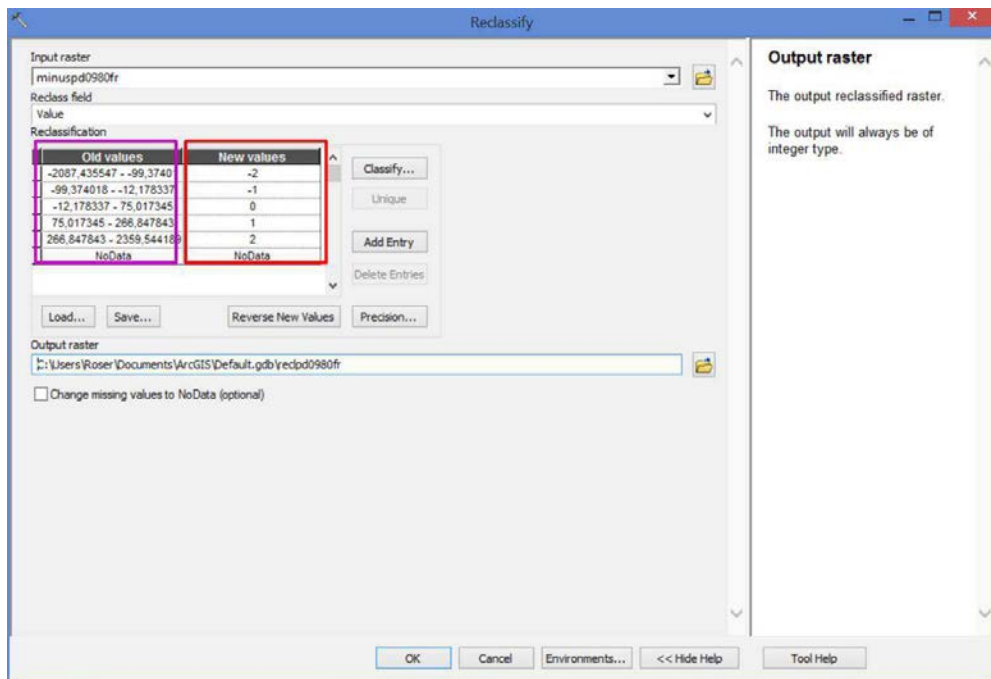 Reclassify
Input raster
minuspd0980fr
Reclass field
Value
Reclassification
Old values New values
-2087,435547 - -99,3740 -2
-99,374018 - -12,178337 -1
-12,178337 - 75,017345 0
75,017345 - 266,847843 1
266,847843 - 2359,544189 2
NoData NoData
Classify...
Unique
Add Entry
Delete Entries
Load... Save... Reverse New Values Precision...
Output raster
C:\Users\Roser\Documents\ArcGIS\Default.gdb\reclpd0980fr
Change missing values to NoData (optional)
OK Cancel Environments... << Hide Help Tool Help
Output raster
The output reclassified raster.
The output will always be of
integer type.